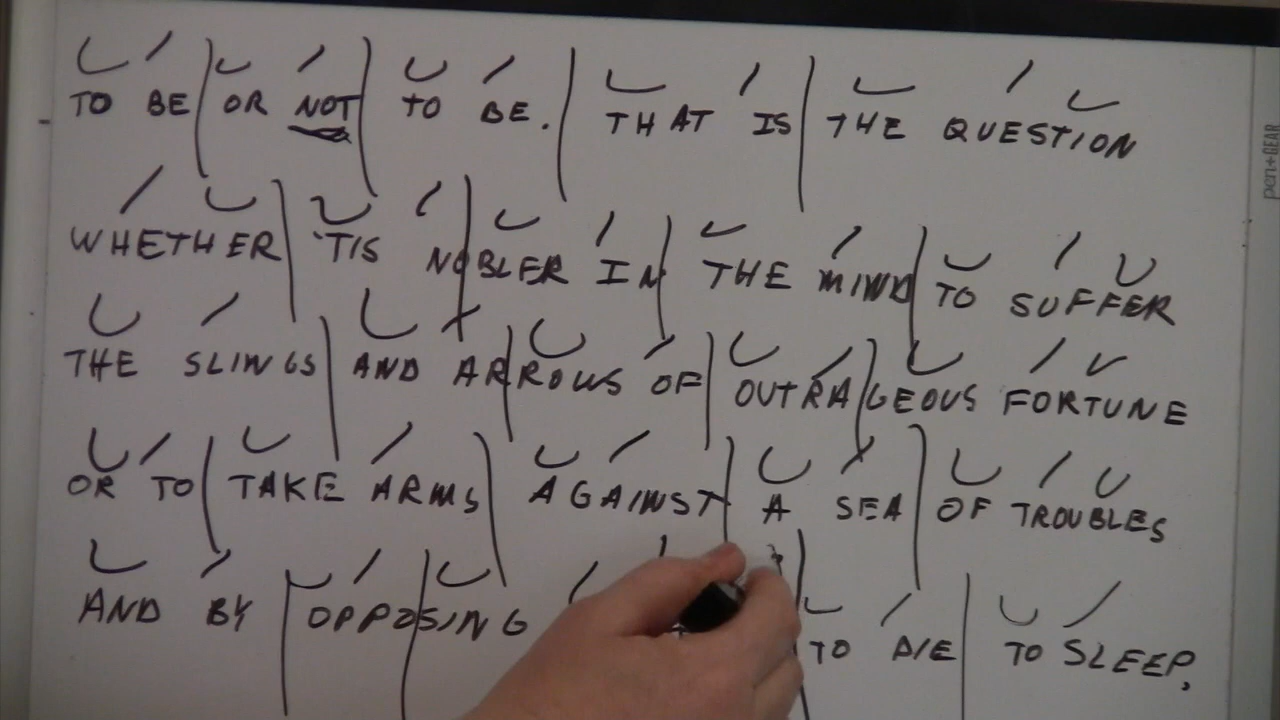 TO BE OR NOT TO BE. THAT IS THE QUESTION
WHETHER 'TIS NOBLER IN THE MIND TO SUFFER
THE SLINGS AND ARROWS OF OUTRAGEOUS FORTUNE
OR TO TAKE ARMS AGAINST A SEA OF TROUBLES
AND BY OPPOSING TO DIE TO SLEEP,
pen+GEAR